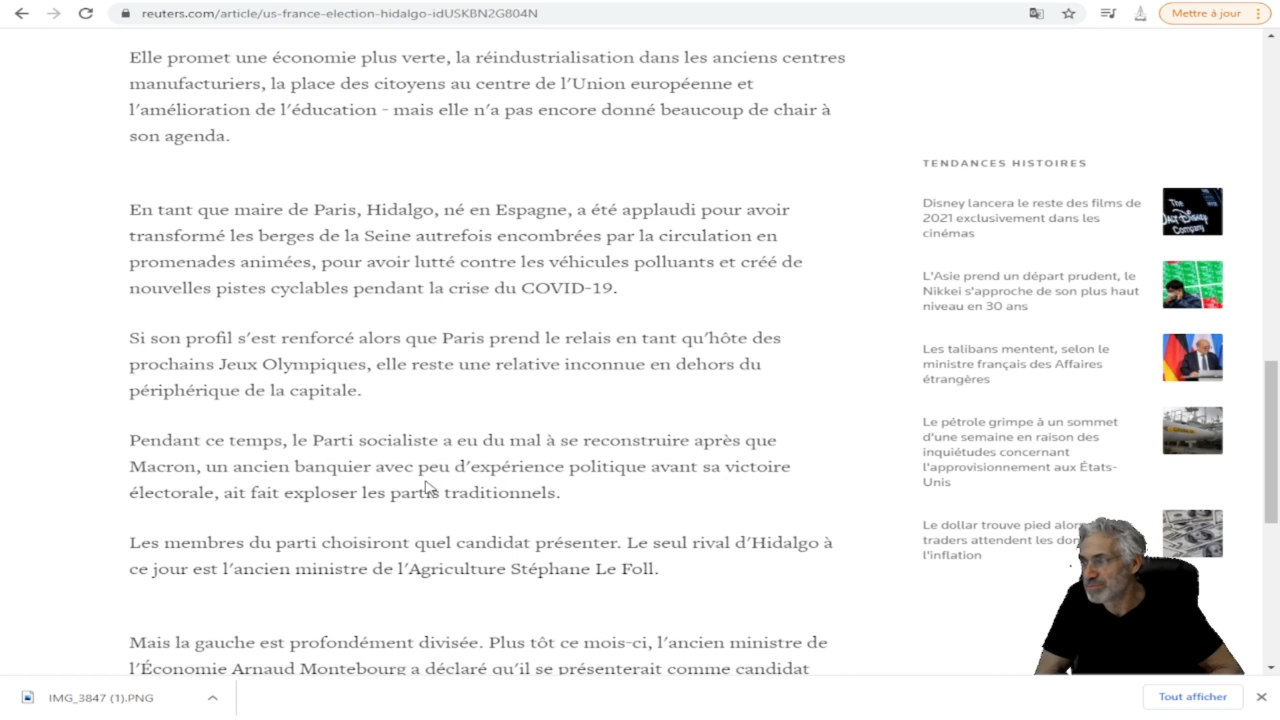 reuters.com/article/us-france-election-hidalgo-idUSKBN2G804N
Mettre à jour
Elle promet une économie plus verte, la réindustrialisation dans les anciens centres
manufacturiers, la place des citoyens au centre de l'Union européenne et
l'amélioration de l'éducation - mais elle n'a pas encore donné beaucoup de chair à
son agenda.
En tant que maire de Paris, Hidalgo, né en Espagne, a été applaudi pour avoir
transformé les berges de la Seine autrefois encombrées par la circulation en
promenades animées, pour avoir lutté contre les véhicules polluants et créé de
nouvelles pistes cyclables pendant la crise du COVID-19.
Si son profil s'est renforcé alors que Paris prend le relais en tant qu'hôte des
prochains Jeux Olympiques, elle reste une relative inconnue en dehors du
périphérique de la capitale.
Pendant ce temps, le Parti socialiste a eu du mal à se reconstruire après que
Macron, un ancien banquier avec peu d'expérience politique avant sa victoire
électorale, ait fait exploser les partis traditionnels.
Les membres du parti choisiront quel candidat présenter. Le seul rival d'Hidalgo à
ce jour est l'ancien ministre de l'Agriculture Stéphane Le Foll.
Mais la gauche est profondément divisée. Plus tôt ce mois-ci, l'ancien ministre de
l'Économie Arnaud Montebourg a déclaré qu'il se présenterait comme candidat
TENDANCES HISTOIRES
Disney lancera le reste des films de
2021 exclusivement dans les
cinémas
The
Walt Disney
Company
L'Asie prend un départ prudent, le
Nikkei s'approche de son plus haut
niveau en 30 ans
Les talibans mentent, selon le
ministre français des Affaires
étrangères
Le pétrole grimpe à un sommet
d'une semaine en raison des
inquiétudes concernant
l'approvisionnement aux États-
Unis
Le dollar trouve pied
traders attendent les
l'inflation
IMG_3847 (1).PNG
Tout afficher